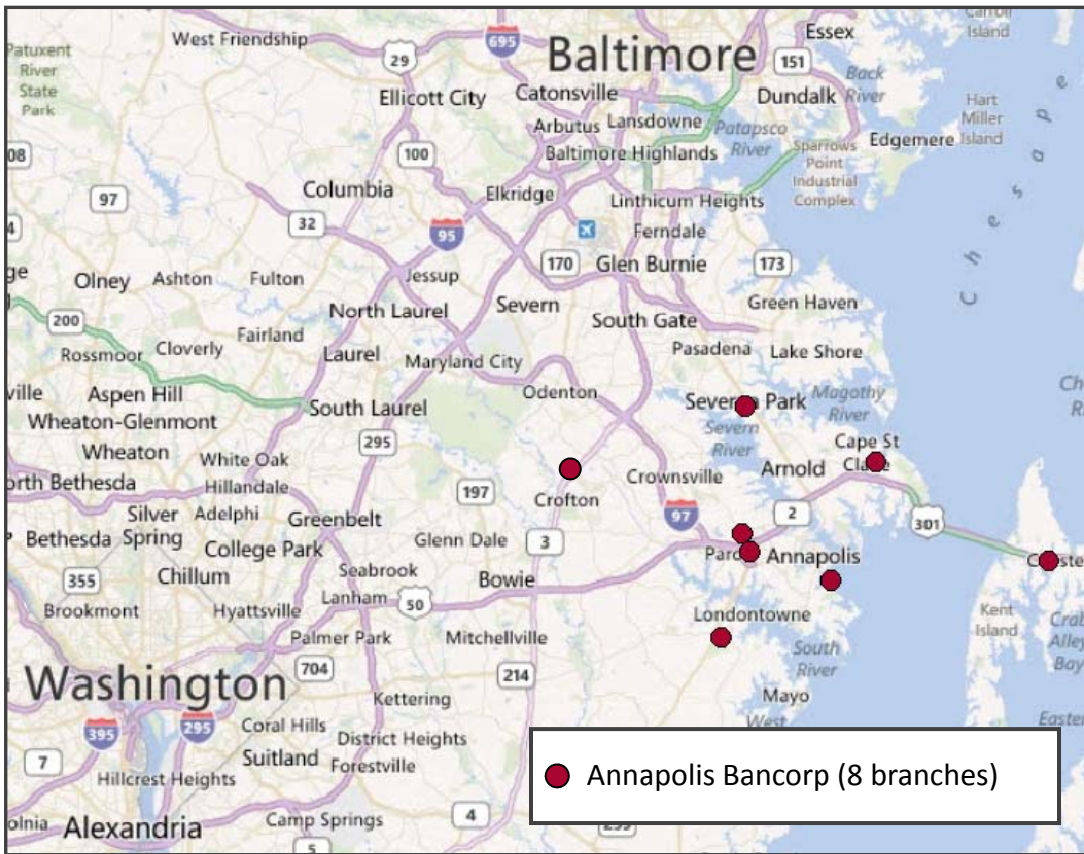 West Friendship
695
Baltimore
Essex
Island
Patuxent
River
State
Park
29
151
Back
River
Ellicott City
Catonsville
Dundalk
Hart
Miller
Island
Arbutus
Lansdowne
Patapsco
River
Edgemere
Chesape
100
Baltimore Highlands
Sparrows
Point
Industrial
Complex
97
Columbia
Elkridge
Linthicum Heights
32
95
Ferndale
170
Glen Burnie
173
Olney
Ashton
Fulton
Jessup
North Laurel
Severn
Green Haven
200
Fairland
South Gate
Rossmoor
Cloverly
Laurel
Maryland City
Pasadena
Lake Shore
Aspen Hill
Odenton
Magothy
River
Wheaton-Glenmont
South Laurel
Park
Severn
River
Wheaton
White Oak
295
Cape St
Arnold
Crownsville
Hillandale
197
Crofton
Silver
Spring
Adelphi
Greenbelt
97
2
301
Bethesda
College Park
Glenn Dale
3
Annapolis
355
Chillum
Seabrook
Bowie
Brookmont
Hyattsville
Lanham
50
Londontowne
Kent
Island
Palmer Park
Mitchellville
South
River
Washington
704
214
Kettering
Mayo
West
395
295
Coral Hills
District Heights
7
Suitland
Forestville
Hillcrest Heights
Annapolis Bancorp (8 branches)
Alexandria
Camp Springs
4
5